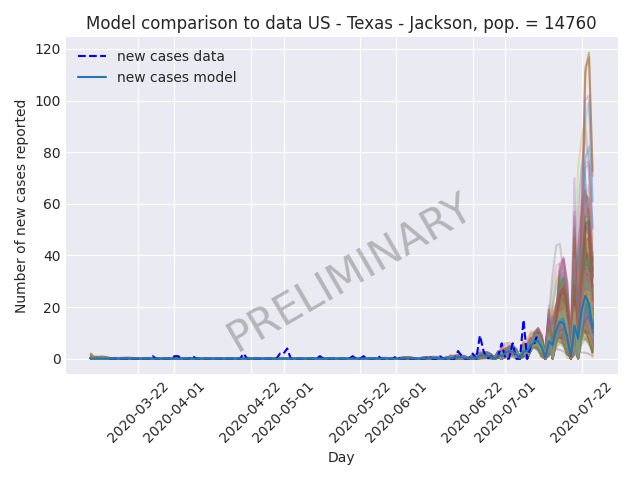 Model comparison to data US - Texas - Jackson, pop. = 14760
new cases data
new cases model
120
100
80
60
40
20
0
Number of new cases reported
PRELIMINARY
2020-03-22
2020-04-01
2020-04-22
2020-05-01
2020-05-22
2020-06-01
2020-06-22
2020-07-01
2020-07-22
Day